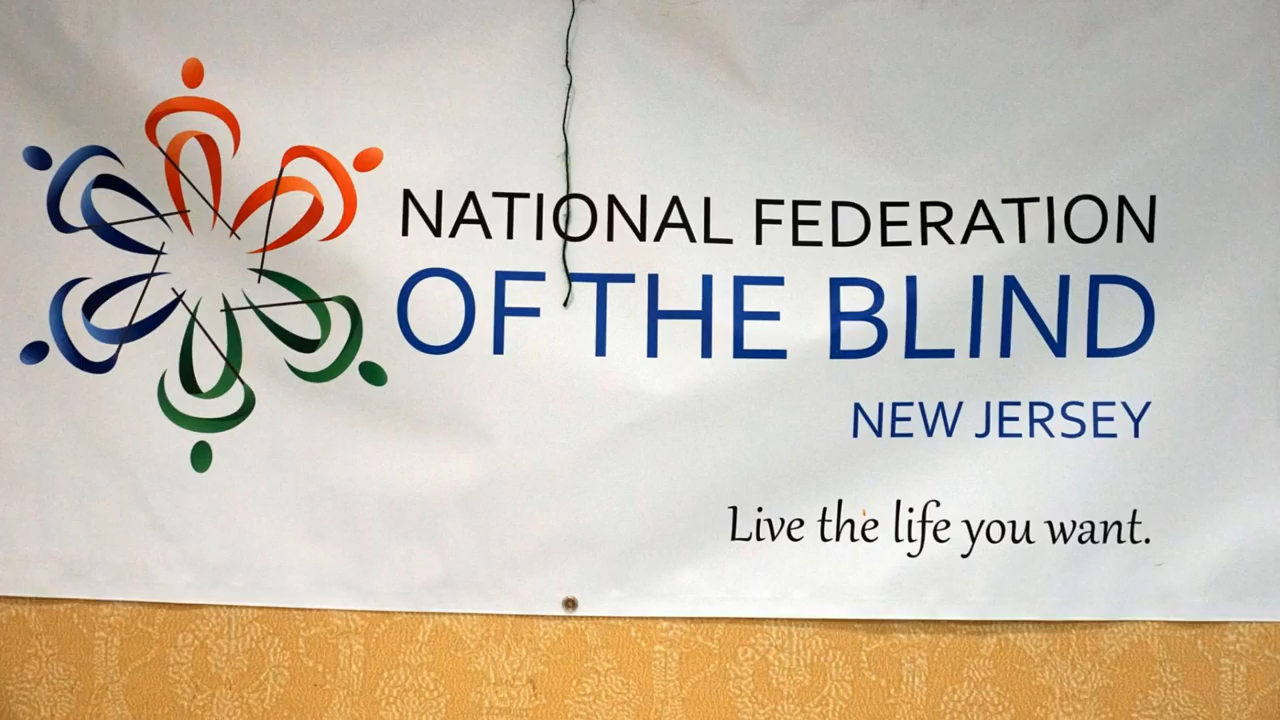 NATIONAL FEDERATION
OF THE BLIND
NEW JERSEY
Live the life you want.